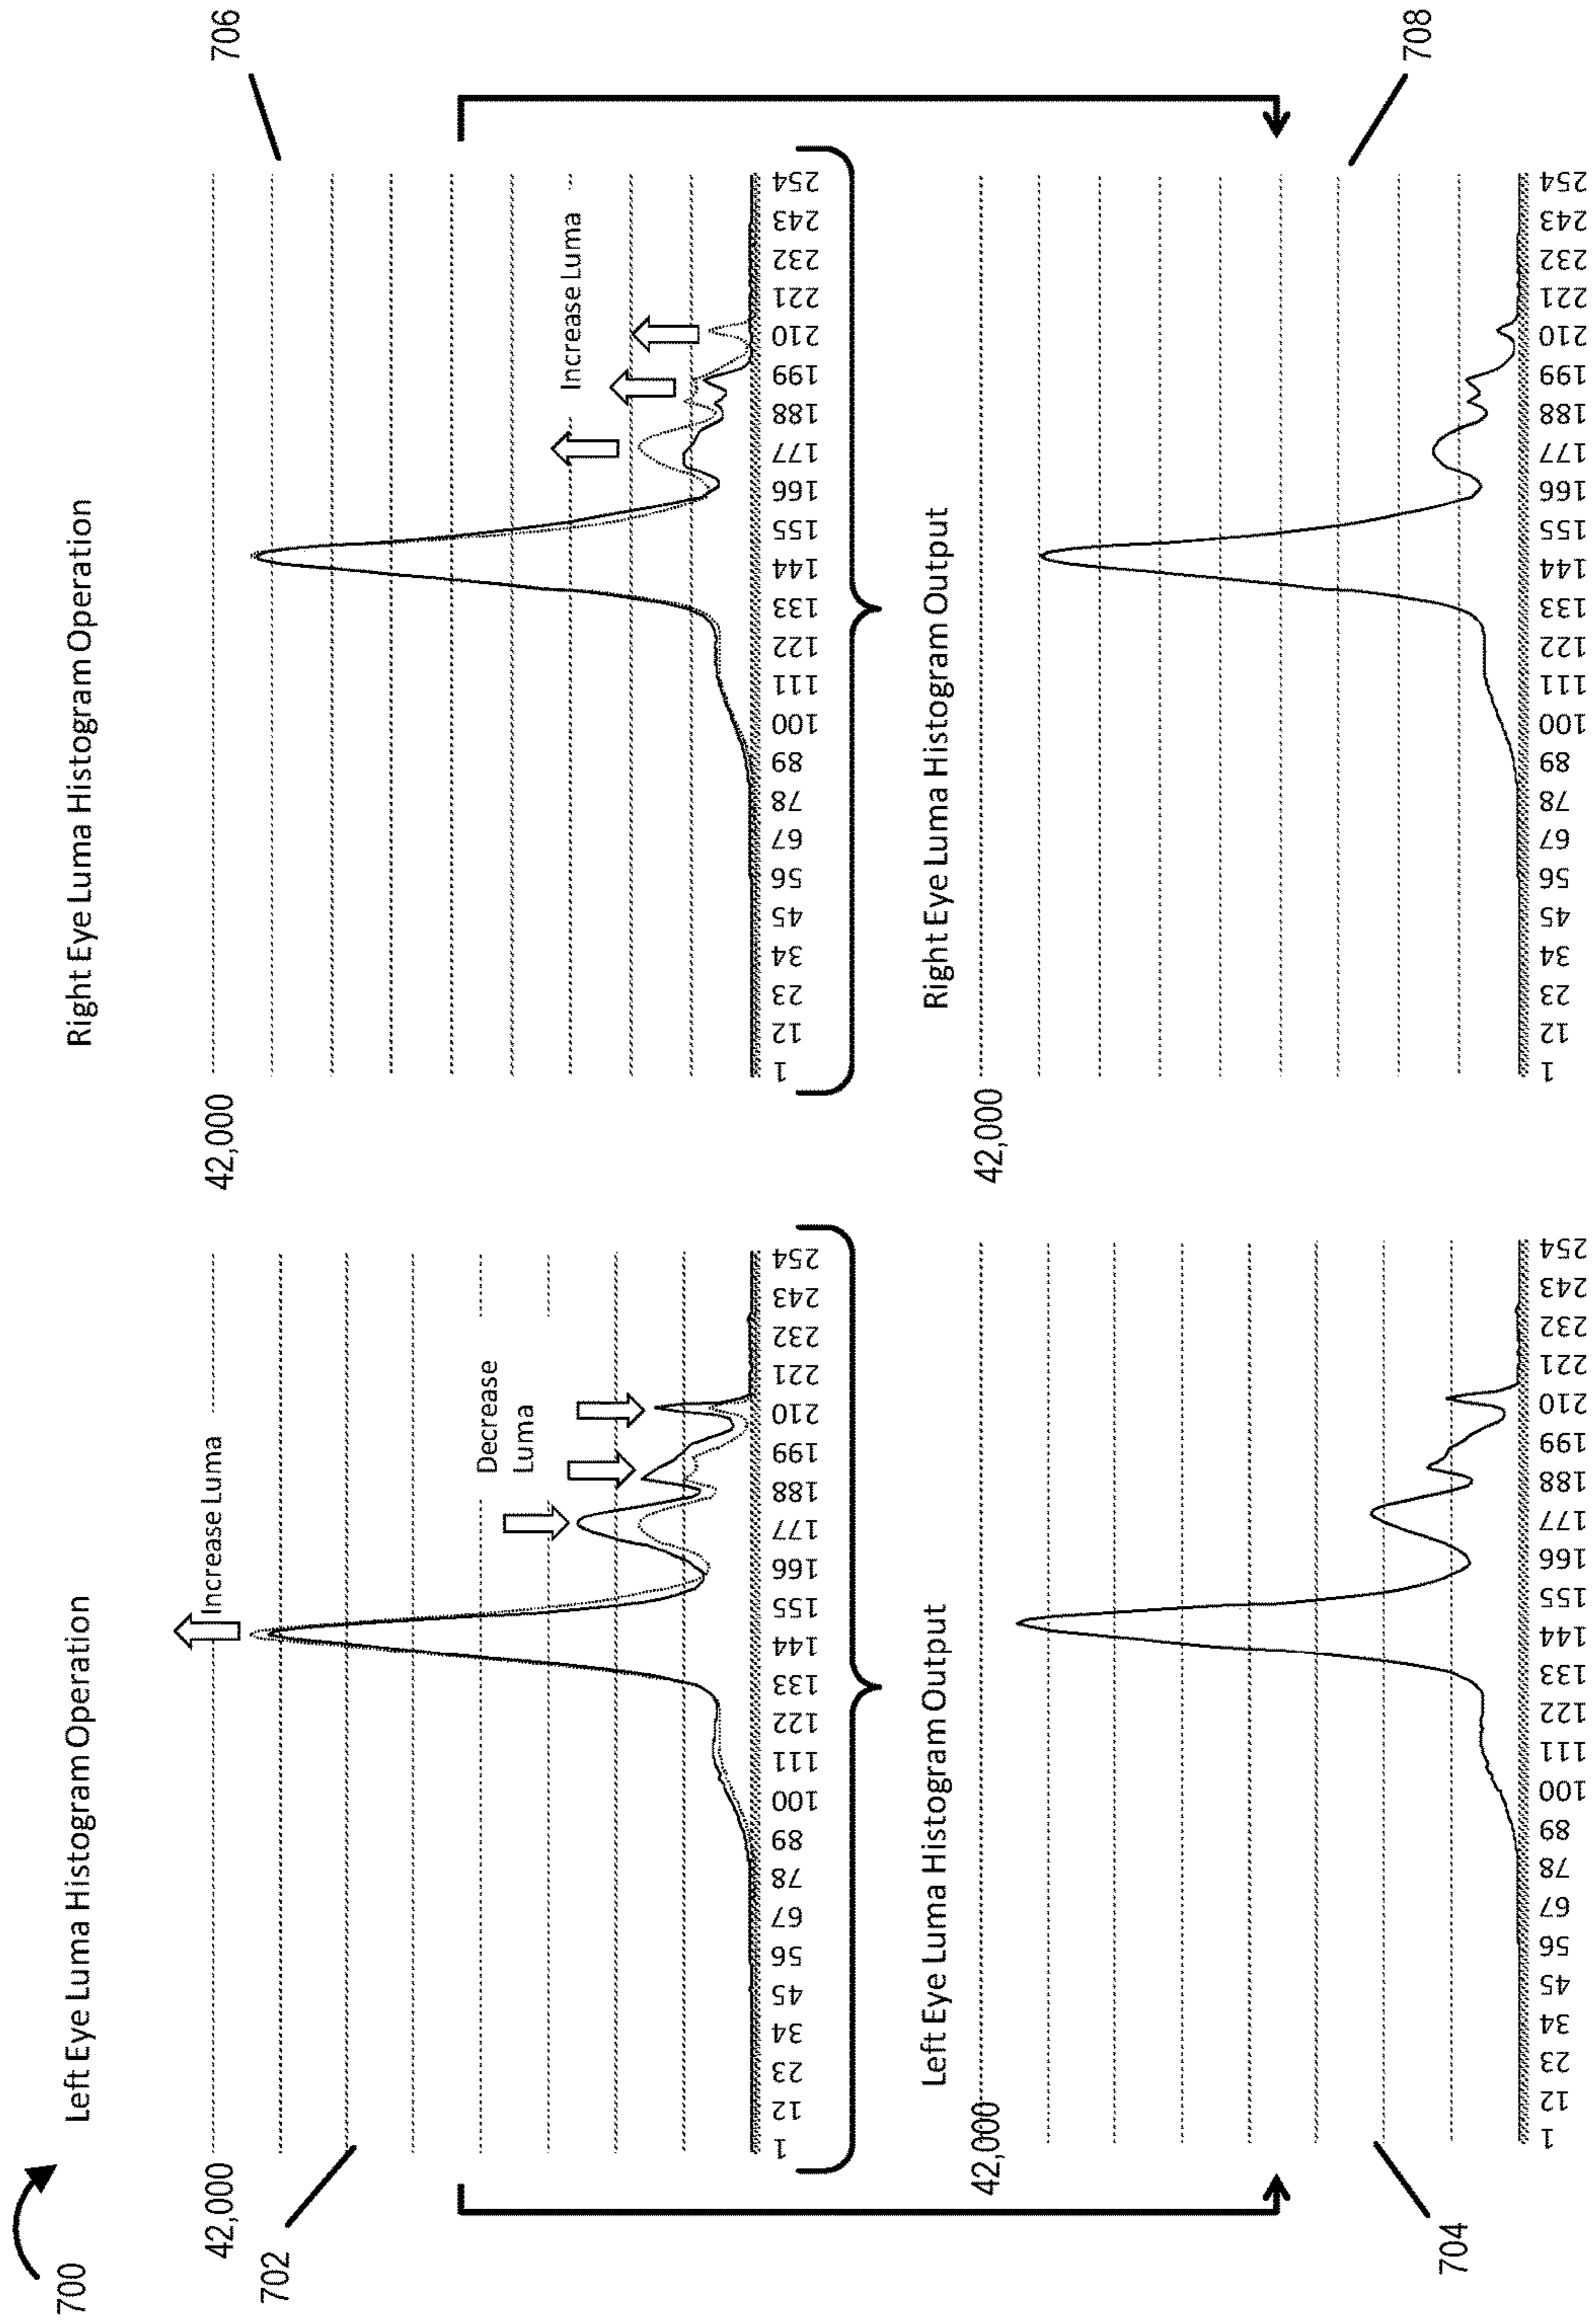 700
Left Eye Luma Histogram Operation
42,000
702
Increase Luma
Decrease
Luma
1 12 23 34 45 56 67 78 89 100 111 122 133 144 155 166 177 188 199 210 221 232 243 254
Right Eye Luma Histogram Operation
42,000
706
Increase Luma
1 12 23 34 45 56 67 78 89 100 111 122 133 144 155 166 177 188 199 210 221 232 243 254
Left Eye Luma Histogram Output
42,000
704
1 12 23 34 45 56 67 78 89 100 111 122 133 144 155 166 177 188 199 210 221 232 243 254
Right Eye Luma Histogram Output
42,000
708
1 12 23 34 45 56 67 78 89 100 111 122 133 144 155 166 177 188 199 210 221 232 243 254